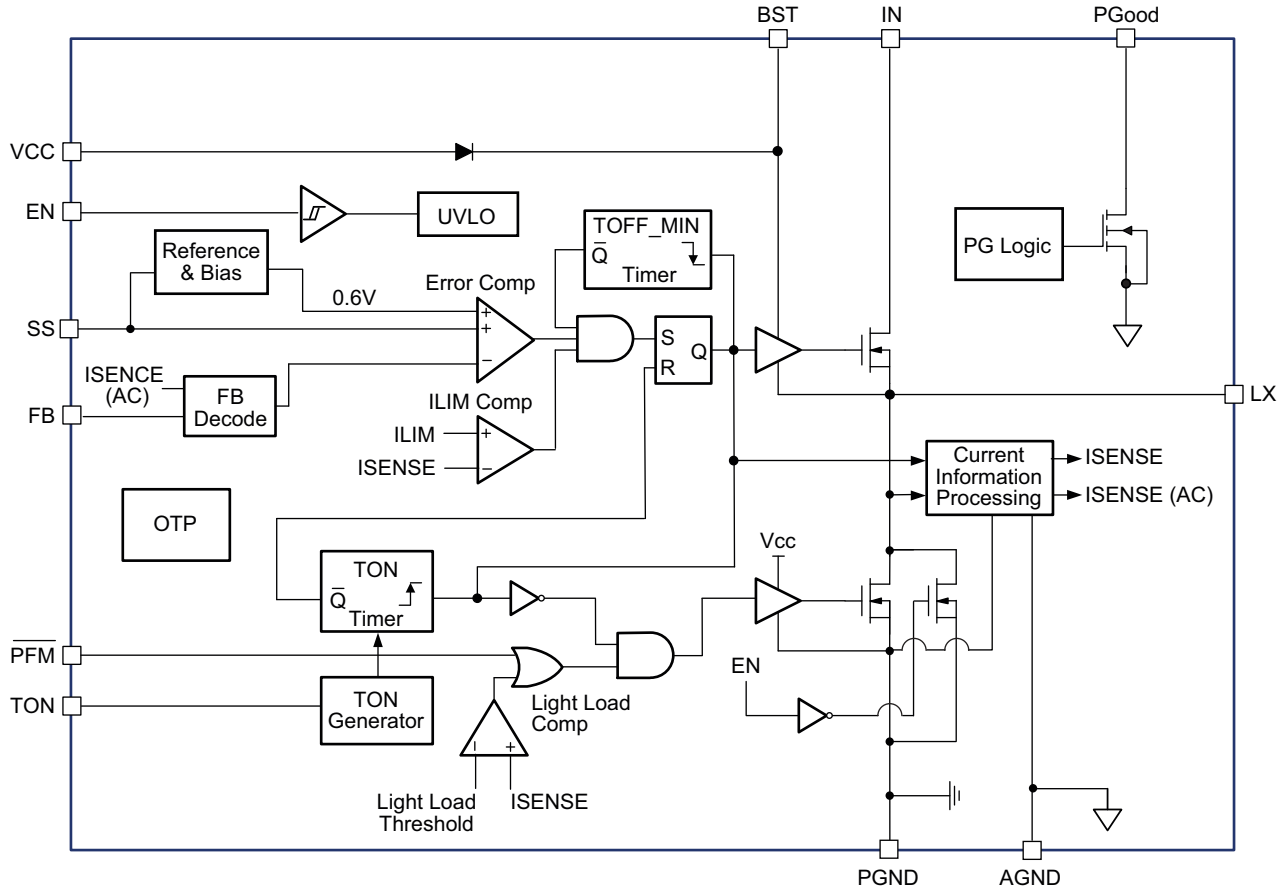 BST
IN
PGood
VCC
EN
UVLO
TOFF_MIN
Q̅
Timer
PG Logic
Reference
& Bias
Error Comp
0.6V
+
SS
+
−
S
Q
R
ISENCE
(AC)
FB
Decode
FB
ILIM Comp
ILIM
+
ISENSE
−
LX
Current
Information
Processing
ISENSE
ISENSE (AC)
OTP
Vcc
TON
Q̅
Timer
P̅F̅M̅
EN
TON
TON
Generator
Light Load
Comp
−
+
Light Load
Threshold
ISENSE
PGND
AGND